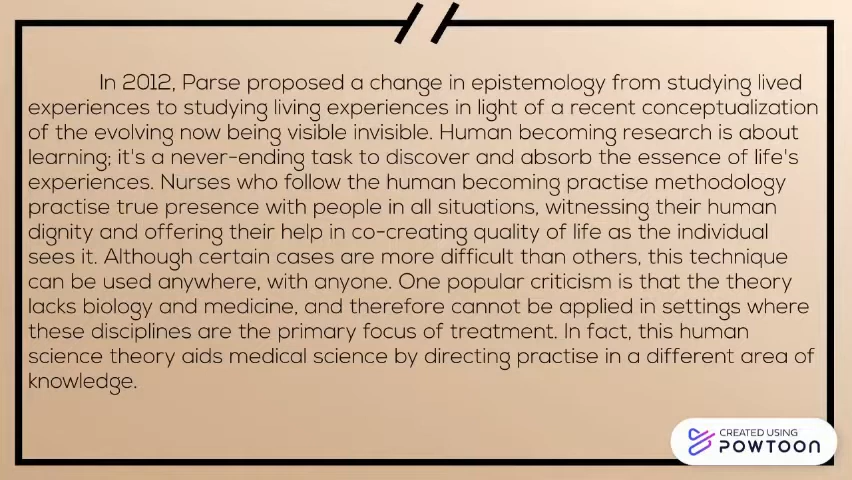 In 2012, Parse proposed a change in epistemology from studying lived
experiences to studying living experiences in light of a recent conceptualization
of the evolving now being visible invisible. Human becoming research is about
learning; it's a never-ending task to discover and absorb the essence of life's
experiences. Nurses who follow the human becoming practise methodology
practise true presence with people in all situations, witnessing their human
dignity and offering their help in co-creating quality of life as the individual
sees it. Although certain cases are more difficult than others, this technique
can be used anywhere, with anyone. One popular criticism is that the theory
lacks biology and medicine, and therefore cannot be applied in settings where
these disciplines are the primary focus of treatment. In fact, this human
science theory aids medical science by directing practise in a different area of
knowledge.
CREATED USING
POWTOON